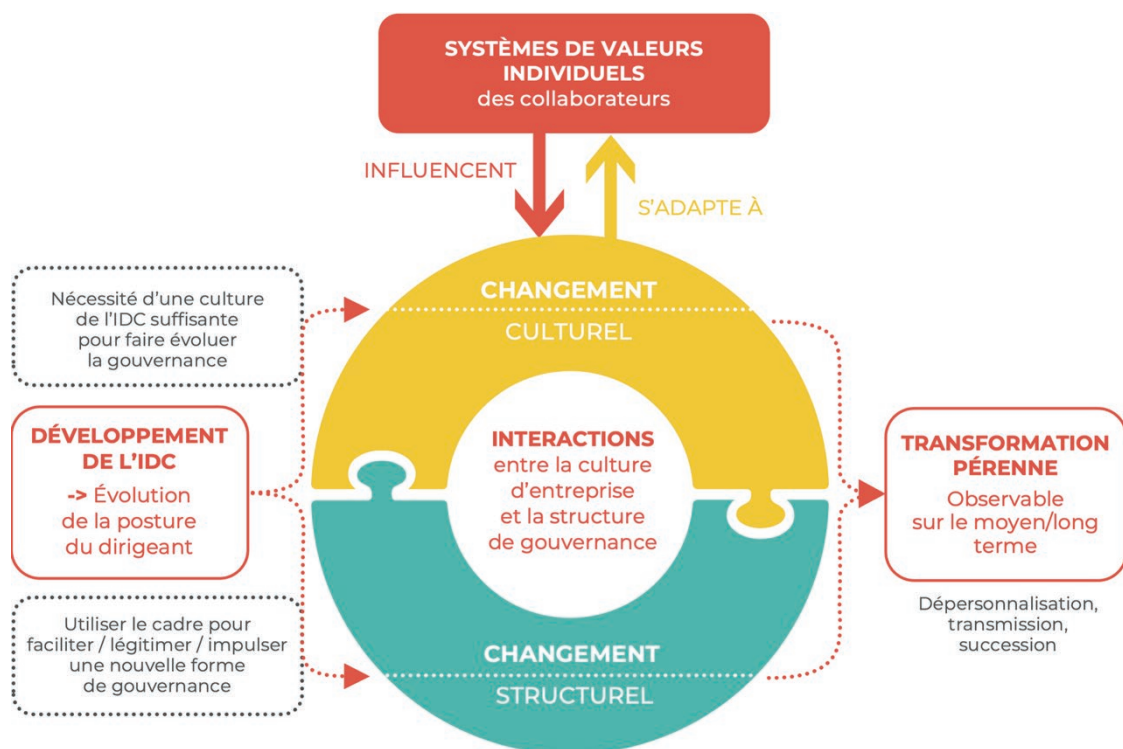 SYSTÈMES DE VALEURS
INDIVIDUELS
des collaborateurs
INFLUENCENT
S'ADAPTE À
Nécessité d'une culture
de l'IDC suffisante
pour faire évoluer
la gouvernance
CHANGEMENT
CULTUREL
DÉVELOPPEMENT
DE L'IDC
-> Évolution
de la posture
du dirigeant
INTERACTIONS
entre la culture
d'entreprise
et la structure
de gouvernance
TRANSFORMATION
PÉRENNE
Observable
sur le moyen/long
terme
Dépersonnalisation,
transmission,
succession
Utiliser le cadre pour
faciliter / légitimer / impulser
une nouvelle forme
de gouvernance
CHANGEMENT
STRUCTUREL